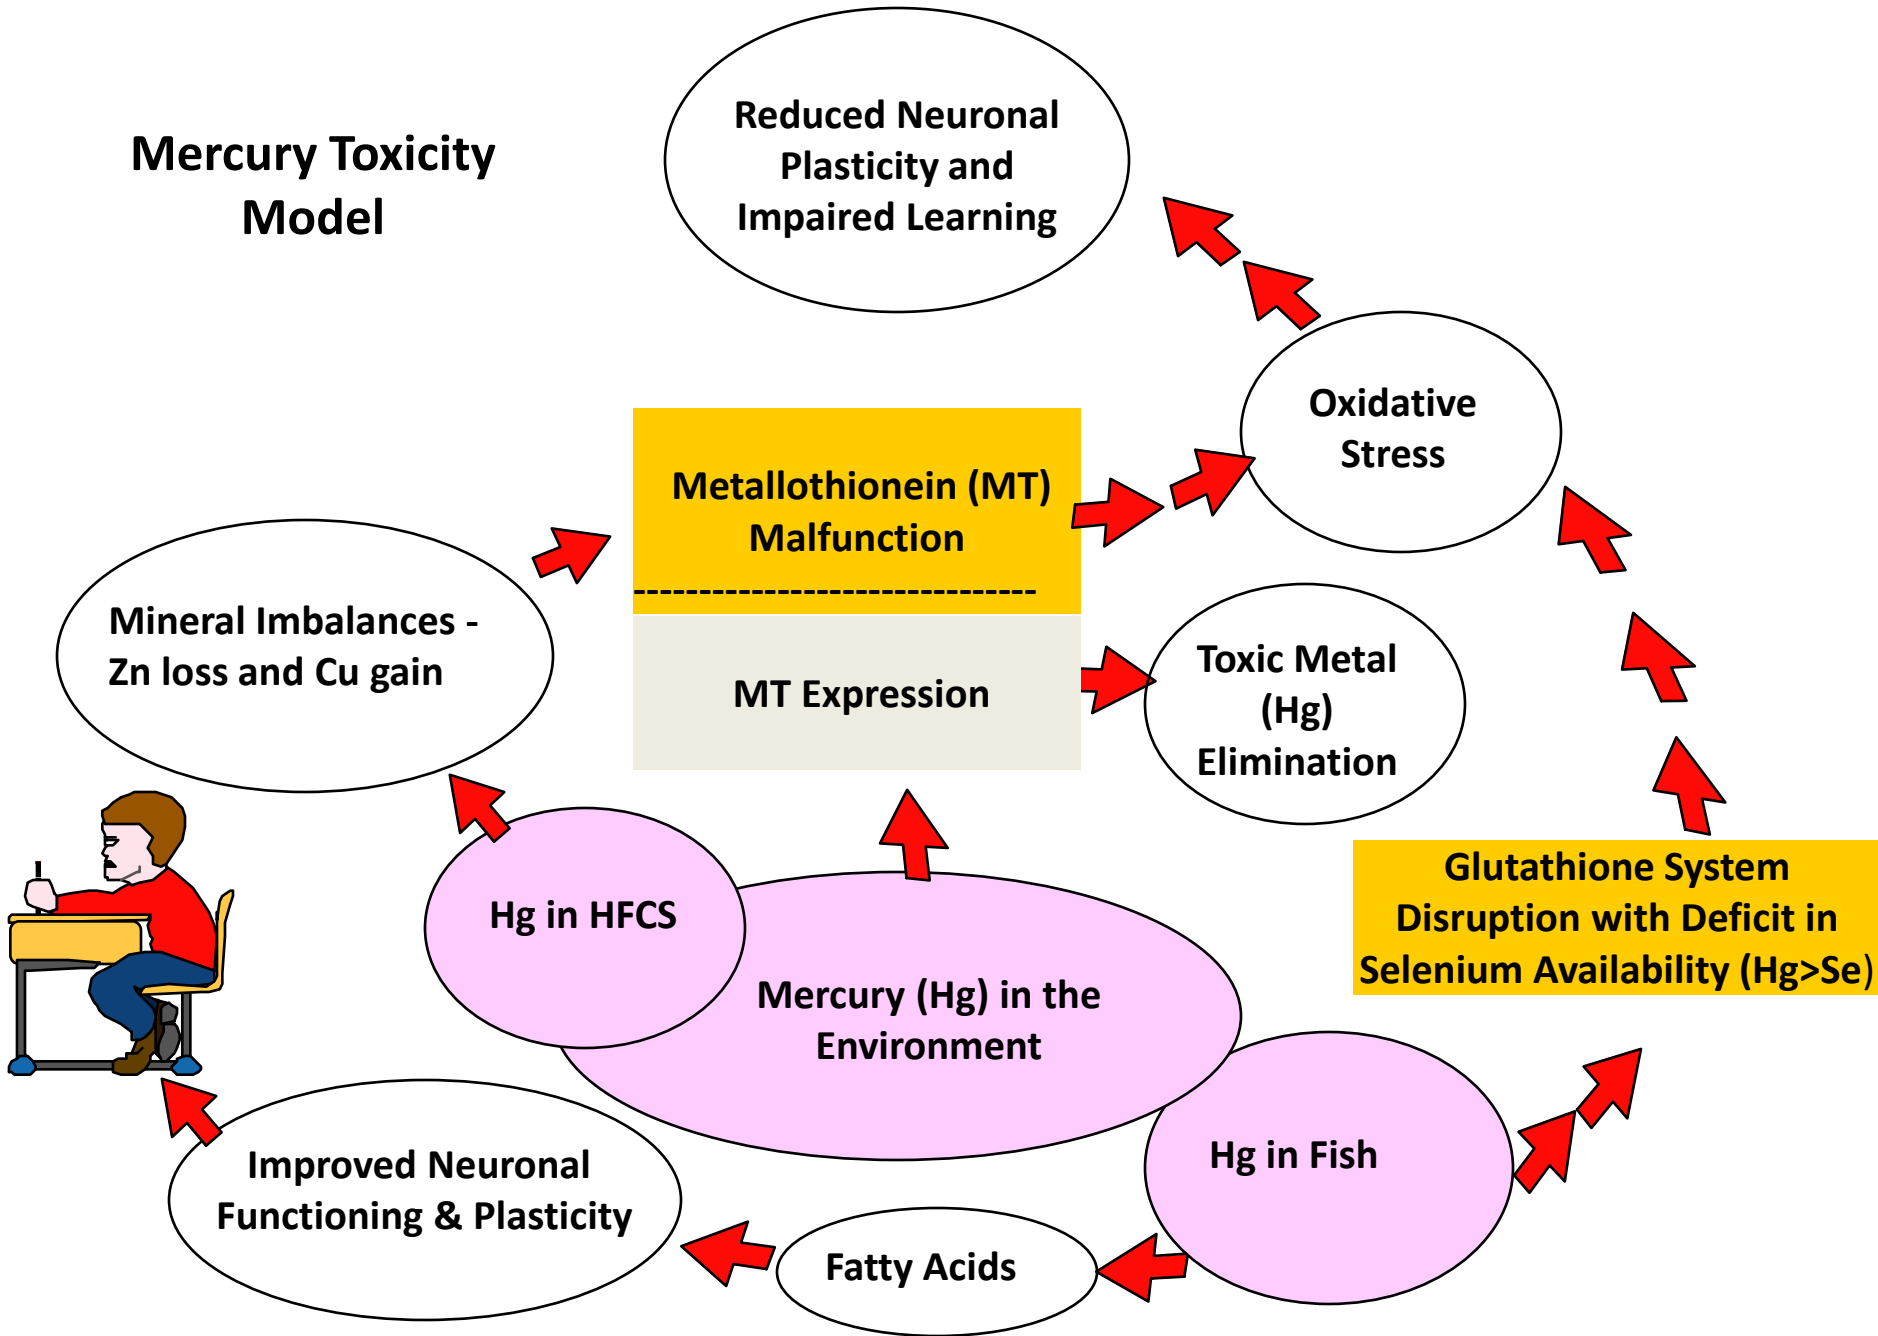 Mercury Toxicity
Model
Reduced Neuronal
Plasticity and
Impaired Learning
Oxidative
Stress
Metallothionein (MT)
Malfunction
-------------------------------
MT Expression
Mineral Imbalances -
Zn loss and Cu gain
Toxic Metal
(Hg)
Elimination
Glutathione System
Disruption with Deficit in
Selenium Availability (Hg>Se)
Hg in HFCS
Mercury (Hg) in the
Environment
Hg in Fish
Improved Neuronal
Functioning & Plasticity
Fatty Acids